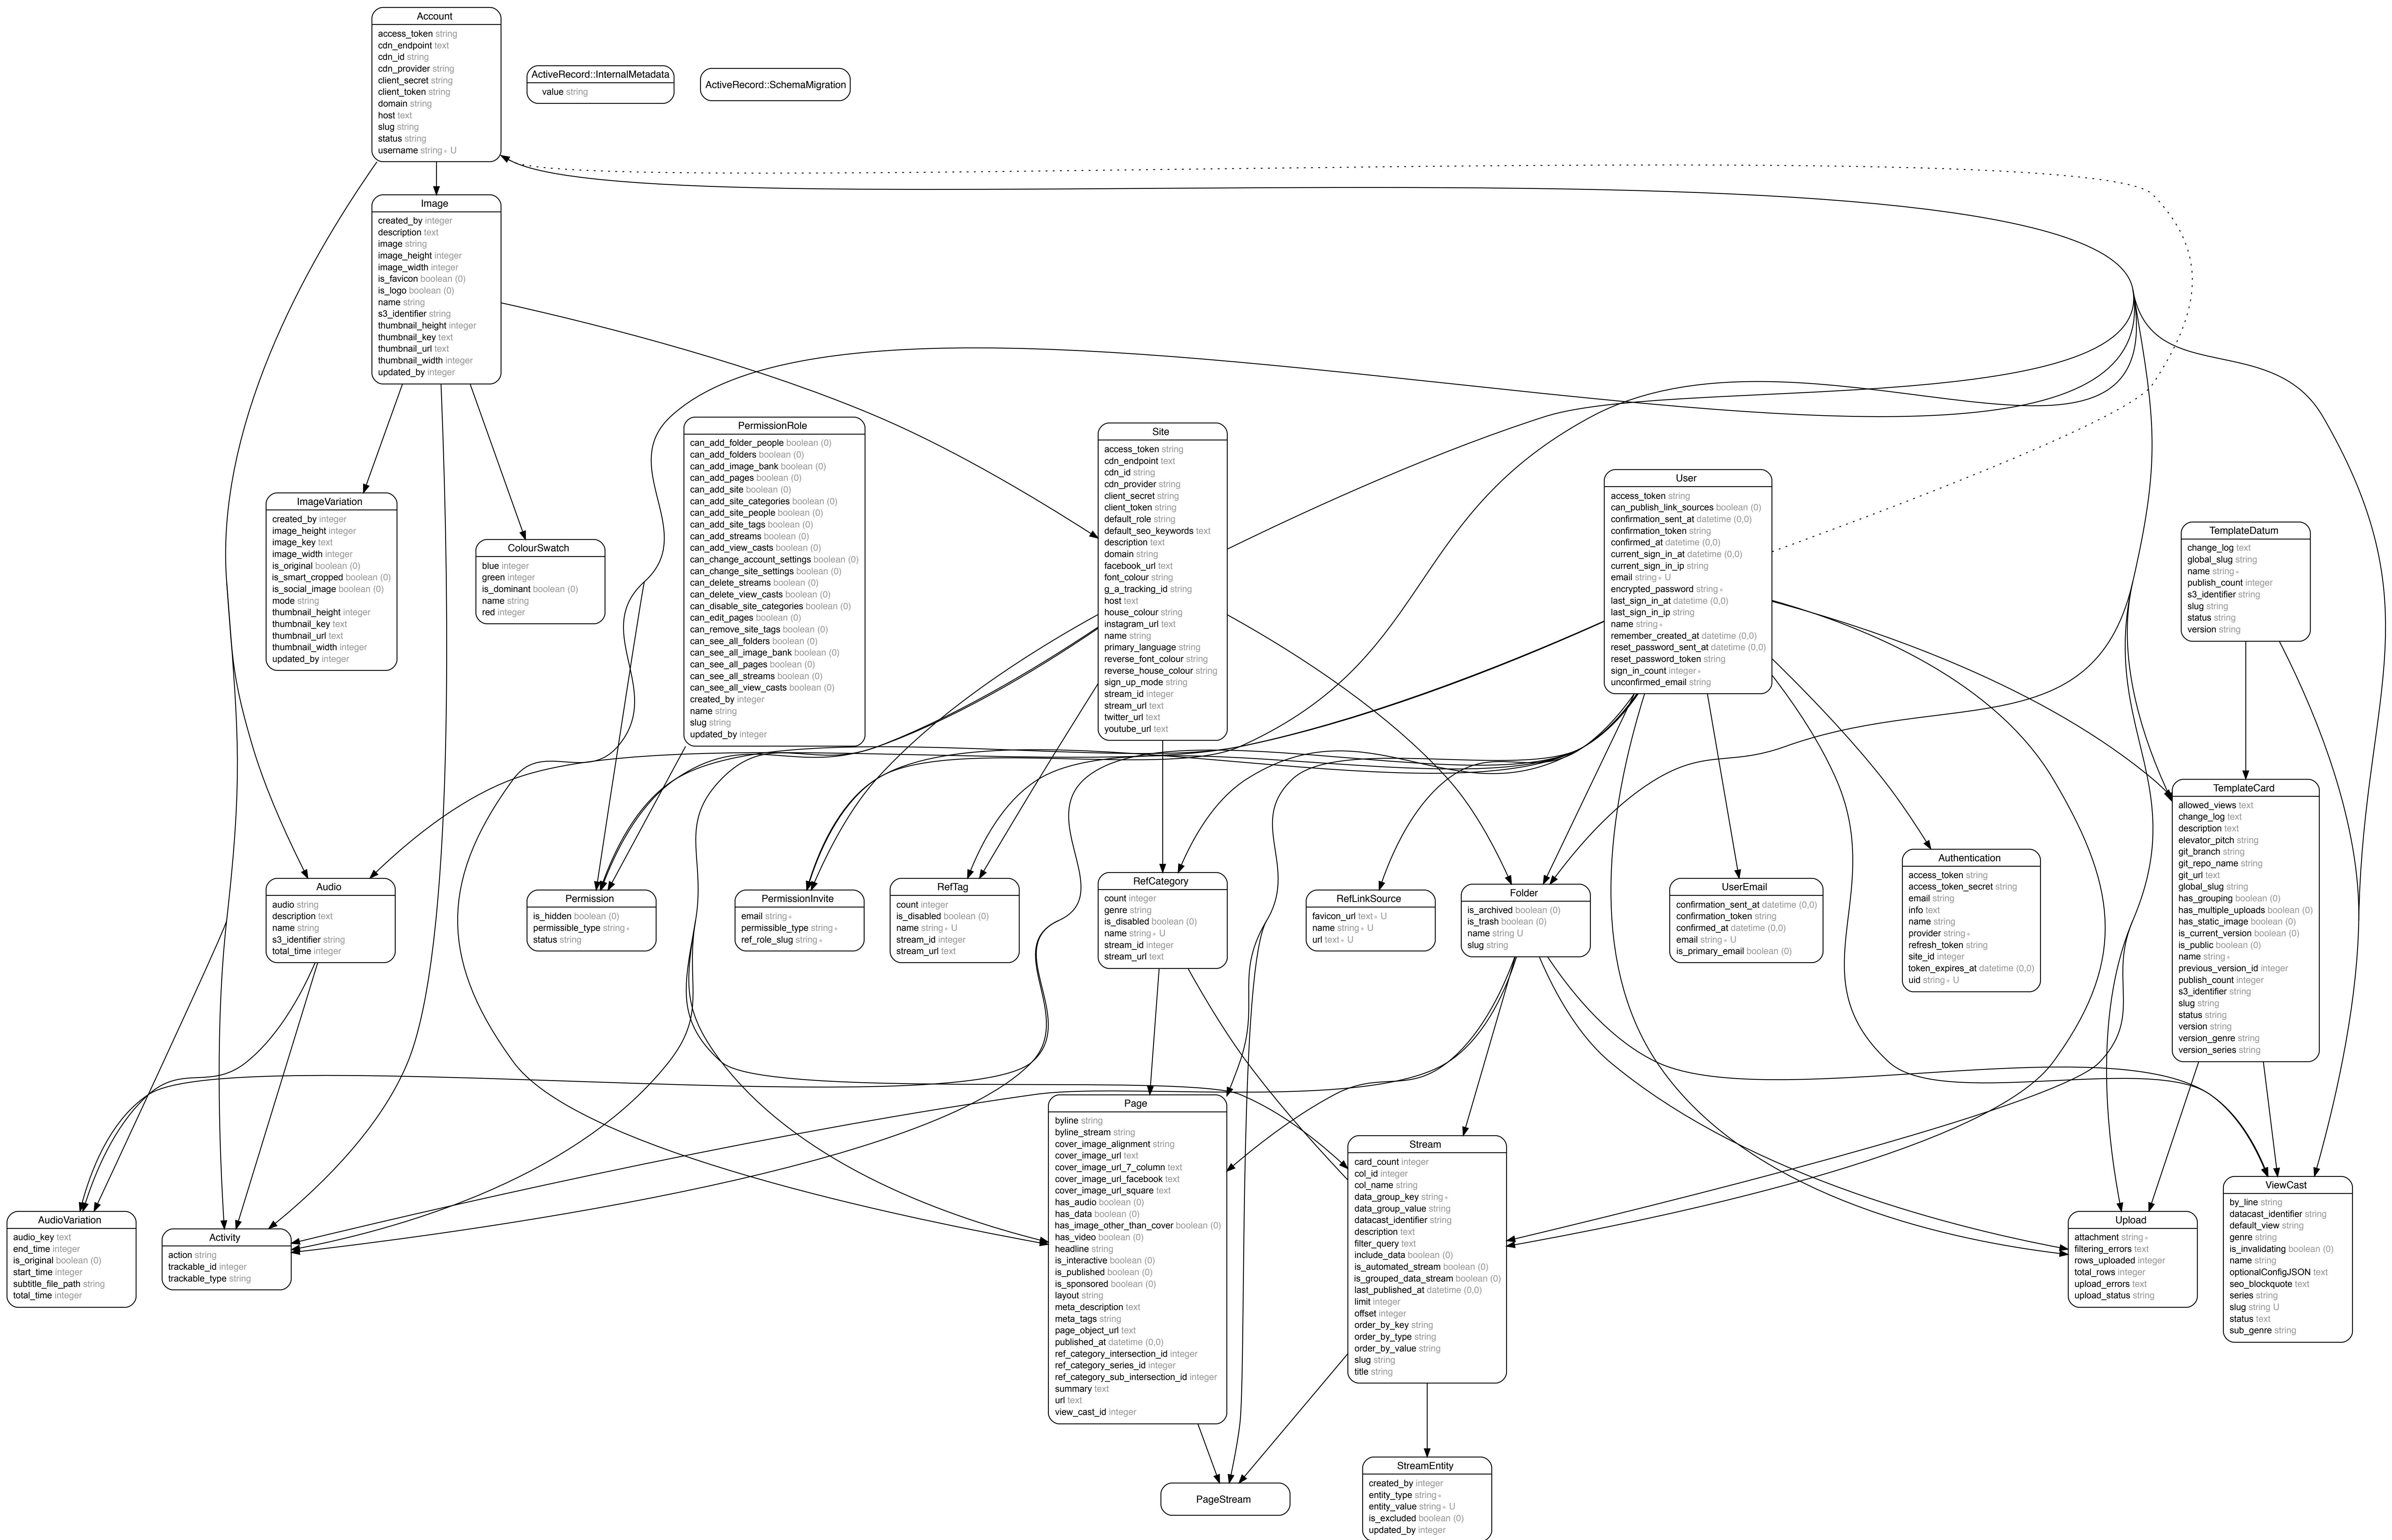 Account
access_token string
cdn_endpoint text
cdn_id string
cdn_provider string
client_secret string
client_token string
domain string
host text
slug string
status string
username string∗ U
ActiveRecord::InternalMetadata
value string
ActiveRecord::SchemaMigration
Image
created_by integer
description text
image string
image_height integer
image_width integer
is_favicon boolean (0)
is_logo boolean (0)
name string
s3_identifier string
thumbnail_height integer
thumbnail_key text
thumbnail_url text
thumbnail_width integer
updated_by integer
ImageVariation
created_by integer
image_height integer
image_key text
image_width integer
is_original boolean (0)
is_smart_cropped boolean (0)
is_social_image boolean (0)
mode string
thumbnail_height integer
thumbnail_key text
thumbnail_url text
thumbnail_width integer
updated_by integer
ColourSwatch
blue integer
green integer
is_dominant boolean (0)
name string
red integer
PermissionRole
can_add_folder_people boolean (0)
can_add_folders boolean (0)
can_add_image_bank boolean (0)
can_add_pages boolean (0)
can_add_site boolean (0)
can_add_site_categories boolean (0)
can_add_site_people boolean (0)
can_add_site_tags boolean (0)
can_add_streams boolean (0)
can_add_view_casts boolean (0)
can_change_account_settings boolean (0)
can_change_site_settings boolean (0)
can_delete_streams boolean (0)
can_delete_view_casts boolean (0)
can_disable_site_categories boolean (0)
can_edit_pages boolean (0)
can_remove_site_tags boolean (0)
can_see_all_folders boolean (0)
can_see_all_image_bank boolean (0)
can_see_all_pages boolean (0)
can_see_all_streams boolean (0)
can_see_all_view_casts boolean (0)
created_by integer
name string
slug string
updated_by integer
Site
access_token string
cdn_endpoint text
cdn_id string
cdn_provider string
client_secret string
client_token string
default_role string
default_seo_keywords text
description text
domain string
facebook_url text
font_colour string
g_a_tracking_id string
host text
house_colour string
instagram_url text
name string
primary_language string
reverse_font_colour string
reverse_house_colour string
sign_up_mode string
stream_id integer
stream_url text
twitter_url text
youtube_url text
User
access_token string
can_publish_link_sources boolean (0)
confirmation_sent_at datetime (0,0)
confirmation_token string
confirmed_at datetime (0,0)
current_sign_in_at datetime (0,0)
current_sign_in_ip string
email string∗ U
encrypted_password string∗
last_sign_in_at datetime (0,0)
last_sign_in_ip string
name string∗
remember_created_at datetime (0,0)
reset_password_sent_at datetime (0,0)
reset_password_token string
sign_in_count integer∗
unconfirmed_email string
TemplateDatum
change_log text
global_slug string
name string∗
publish_count integer
s3_identifier string
slug string
status string
version string
TemplateCard
allowed_views text
change_log text
description text
elevator_pitch string
git_branch string
git_repo_name string
git_url text
global_slug string
has_grouping boolean (0)
has_multiple_uploads boolean (0)
has_static_image boolean (0)
is_current_version boolean (0)
is_public boolean (0)
name string∗
previous_version_id integer
publish_count integer
s3_identifier string
slug string
status string
version string
version_genre string
version_series string
Audio
audio string
description text
name string
s3_identifier string
total_time integer
Permission
is_hidden boolean (0)
permissible_type string∗
status string
PermissionInvite
email string∗
permissible_type string∗
ref_role_slug string∗
RefTag
count integer
is_disabled boolean (0)
name string∗ U
stream_id integer
stream_url text
RefCategory
count integer
genre string
is_disabled boolean (0)
name string∗ U
stream_id integer
stream_url text
RefLinkSource
favicon_url text∗ U
name string∗ U
url text∗ U
Folder
is_archived boolean (0)
is_trash boolean (0)
name string U
slug string
UserEmail
confirmation_sent_at datetime (0,0)
confirmation_token string
confirmed_at datetime (0,0)
email string∗ U
is_primary_email boolean (0)
Authentication
access_token string
access_token_secret string
email string
info text
name string
provider string∗
refresh_token string
site_id integer
token_expires_at datetime (0,0)
uid string∗ U
AudioVariation
audio_key text
end_time integer
is_original boolean (0)
start_time integer
subtitle_file_path string
total_time integer
Activity
action string
trackable_id integer
trackable_type string
Page
byline string
byline_stream string
cover_image_alignment string
cover_image_url text
cover_image_url_7_column text
cover_image_url_facebook text
cover_image_url_square text
has_audio boolean (0)
has_data boolean (0)
has_image_other_than_cover boolean (0)
has_video boolean (0)
headline string
is_interactive boolean (0)
is_published boolean (0)
is_sponsored boolean (0)
layout string
meta_description text
meta_tags string
page_object_url text
published_at datetime (0,0)
ref_category_intersection_id integer
ref_category_series_id integer
ref_category_sub_intersection_id integer
summary text
url text
view_cast_id integer
Stream
card_count integer
col_id integer
col_name string
data_group_key string∗
data_group_value string
datacast_identifier string
description text
filter_query text
include_data boolean (0)
is_automated_stream boolean (0)
is_grouped_data_stream boolean (0)
last_published_at datetime (0,0)
limit integer
offset integer
order_by_key string
order_by_type string
order_by_value string
slug string
title string
Upload
attachment string∗
filtering_errors text
rows_uploaded integer
total_rows integer
upload_errors text
upload_status string
ViewCast
by_line string
datacast_identifier string
default_view string
genre string
is_invalidating boolean (0)
name string
optionalConfigJSON text
seo_blockquote text
series string
slug string U
status text
sub_genre string
PageStream
StreamEntity
created_by integer
entity_type string∗
entity_value string∗ U
is_excluded boolean (0)
updated_by integer